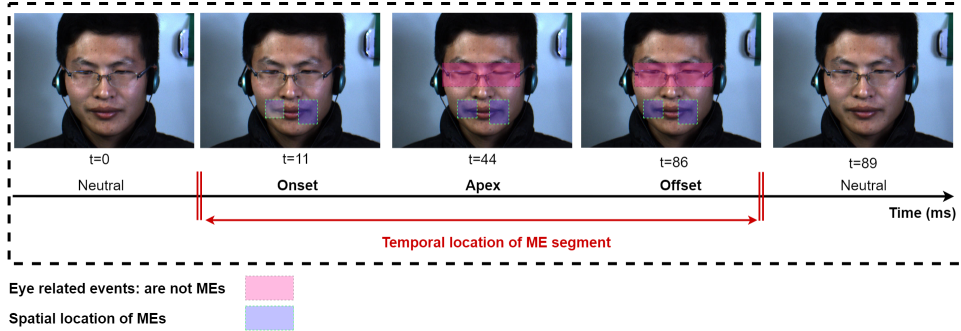 t=0
t=11
t=44
t=86
t=89
Neutral
Onset
Apex
Offset
Neutral
Time (ms)
Temporal location of ME segment
Eye related events: are not MEs
Spatial location of MEs